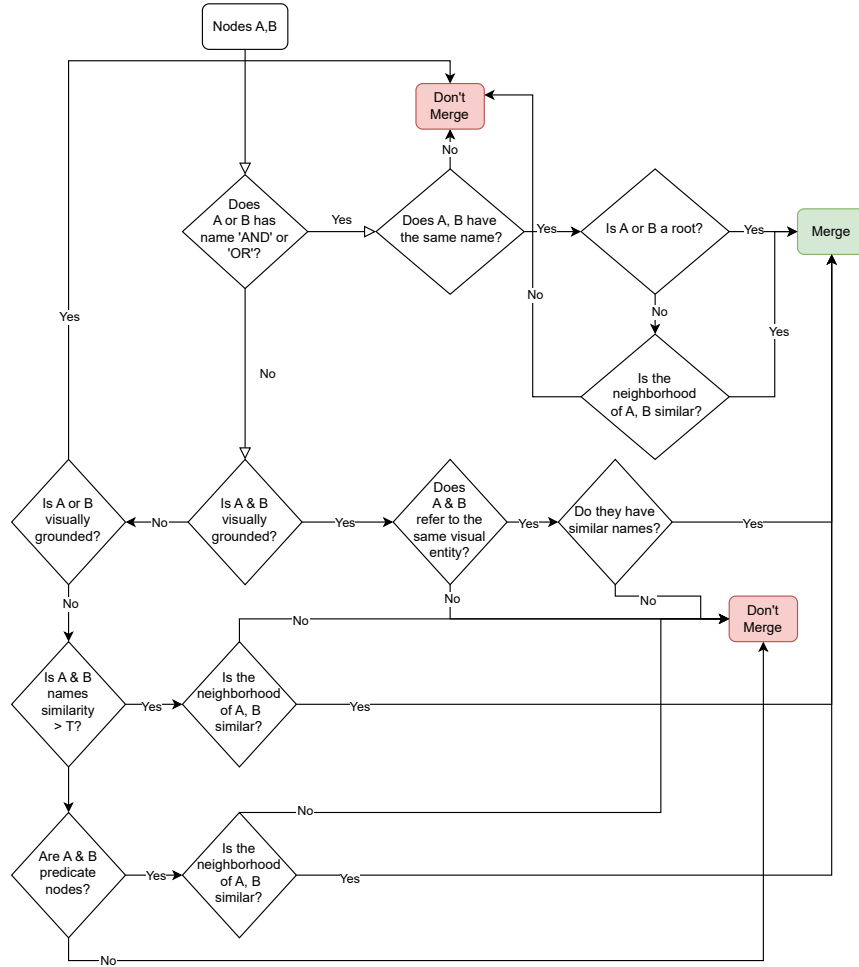 Nodes A,B
Don't
Merge
No
Does
A or B has
name 'AND' or
'OR'?
Yes
Does A, B have
the same name?
Yes
Is A or B a root?
Yes
Merge
No
No
Yes
Yes
No
Is the
neighborhood
of A, B similar?
Is A or B
visually
grounded?
No
Is A & B
visually
grounded?
Yes
Does
A & B
refer to the
same visual
entity?
Yes
Do they have
similar names?
Yes
No
No
No
No
Don't
Merge
Is A & B
names
similarity
> T?
Yes
Is the
neighborhood
of A, B
similar?
Yes
No
Are A & B
predicate
nodes?
Yes
Is the
neighborhood
of A, B
similar?
Yes
No